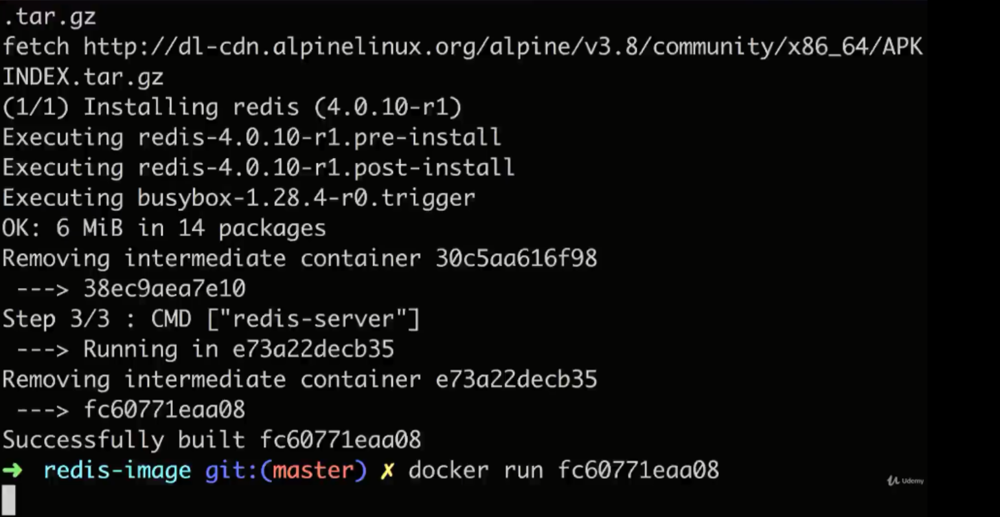 .tar.gz
fetch http://dl-cdn.alpinelinux.org/alpine/v3.8/community/x86_64/APK
INDEX.tar.gz
(1/1) Installing redis (4.0.10-r1)
Executing redis-4.0.10-r1.pre-install
Executing redis-4.0.10-r1.post-install
Executing busybox-1.28.4-r0.trigger
OK: 6 MiB in 14 packages
Removing intermediate container 30c5aa616f98
 ---> 38ec9aea7e10
Step 3/3 : CMD ["redis-server"]
 ---> Running in e73a22decb35
Removing intermediate container e73a22decb35
 ---> fc60771eaa08
Successfully built fc60771eaa08
➜  redis-image git:(master) ✗ docker run fc60771eaa08
Udemy